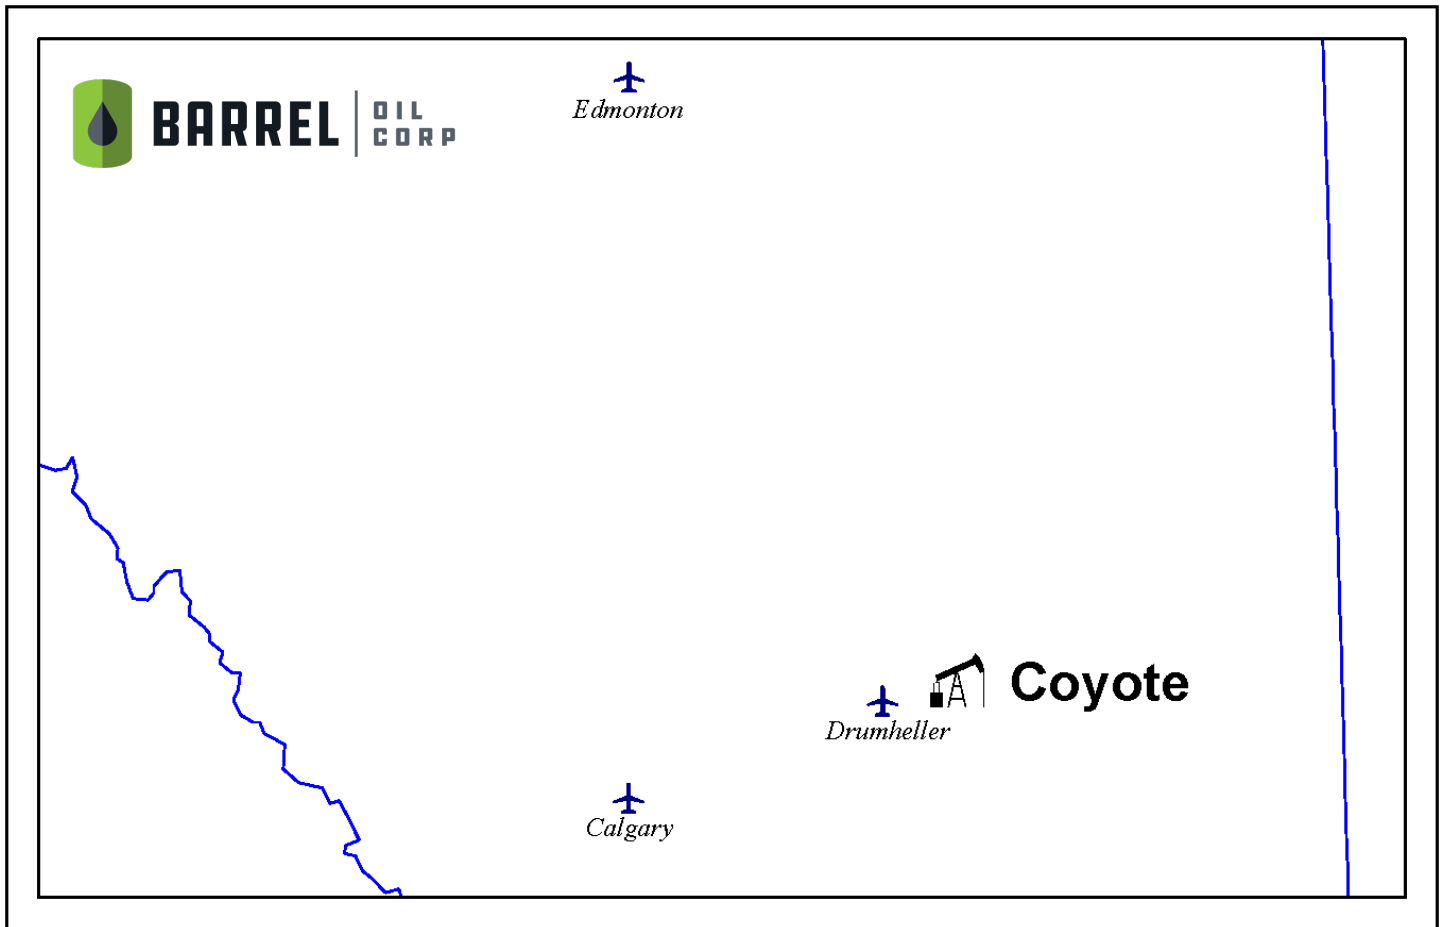 Edmonton
BARREL OIL CORP
Coyote
Drumheller
Calgary